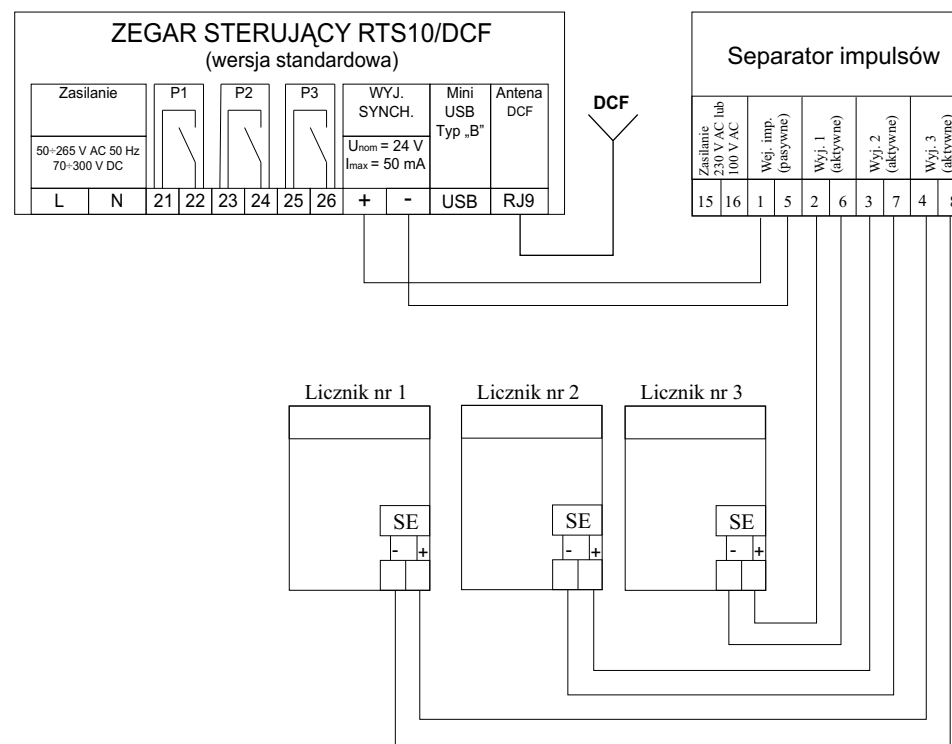 ZEGAR STERUJĄCY RTS10/DCF
(wersja standardowa)
Zasilanie
50÷265 V AC 50 Hz
70÷300 V DC
P1
P2
P3
WYJ.
SYNCH.
Unom = 24 V
Imax = 50 mA
Mini
USB
Typ „B”
Antena
DCF
L N 21 22 23 24 25 26 + - USB RJ9
DCF
Separator impulsów
Zasilanie
230 V AC lub
100 V AC
Wej. imp.
(pasywne)
Wyj. 1
(aktywne)
Wyj. 2
(aktywne)
Wyj. 3
(aktywne)
15 16 1 5 2 6 3 7 4 8
Licznik nr 1
Licznik nr 2
Licznik nr 3
SE
- +
SE
- +
SE
- +